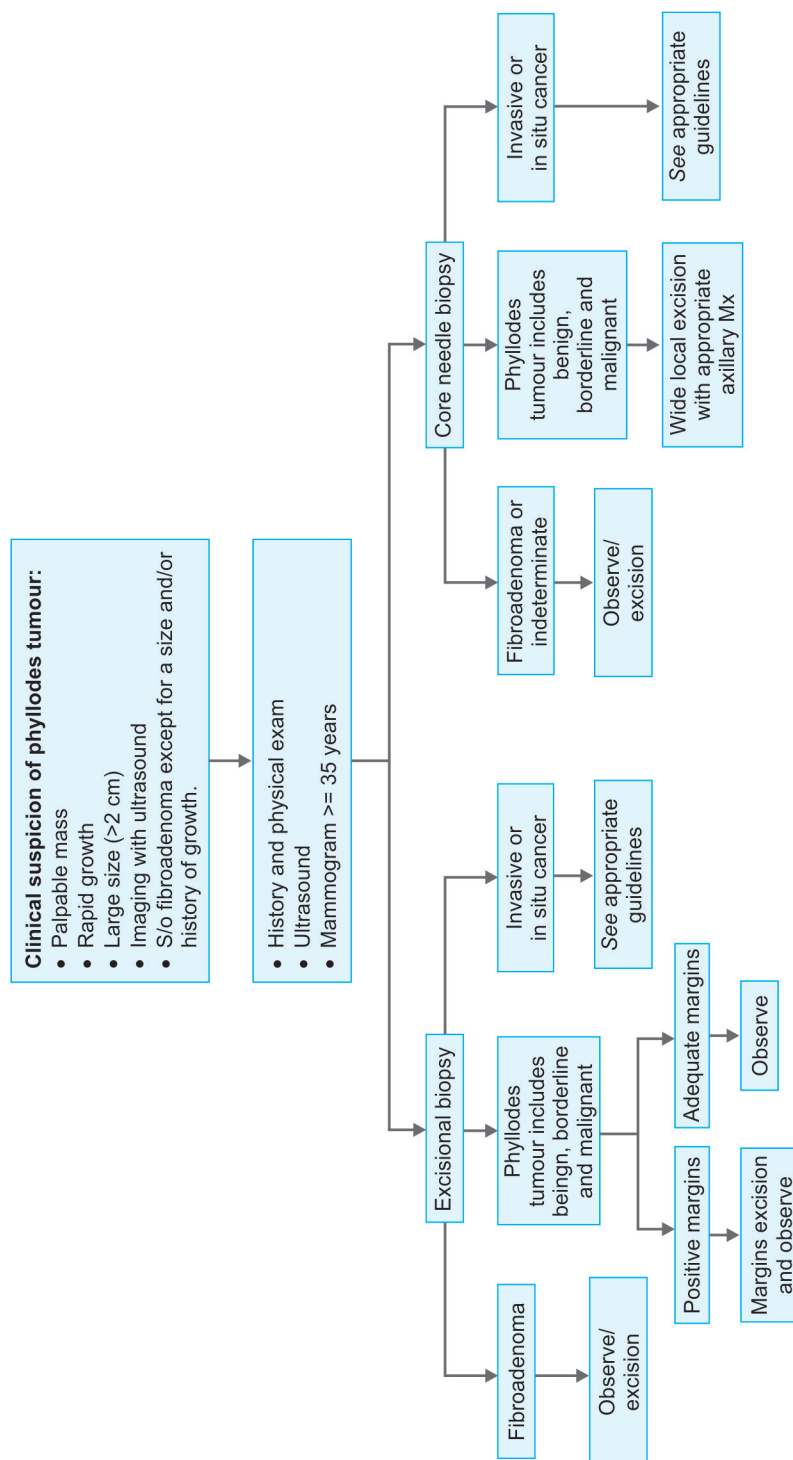 Clinical suspicion of phyllodes tumour:
• Palpable mass
• Rapid growth
• Large size (>2 cm)
• Imaging with ultrasound
• S/o fibroadenoma except for a size and/or
history of growth.
• History and physical exam
• Ultrasound
• Mammogram >= 35 years
Excisional biopsy
Core needle biopsy
Fibroadenoma
Phyllodes
tumour includes
beingn, borderline
and malignant
Invasive or
in situ cancer
Fibroadenoma or
indeterminate
Phyllodes
tumour includes
benign,
borderline and
malignant
Invasive or
in situ cancer
Observe/
excision
See appropriate
guidelines
Observe/
excision
Wide local excision
with appropriate
axillary Mx
See appropriate
guidelines
Positive margins
Adequate margins
Margins excision
and observe
Observe